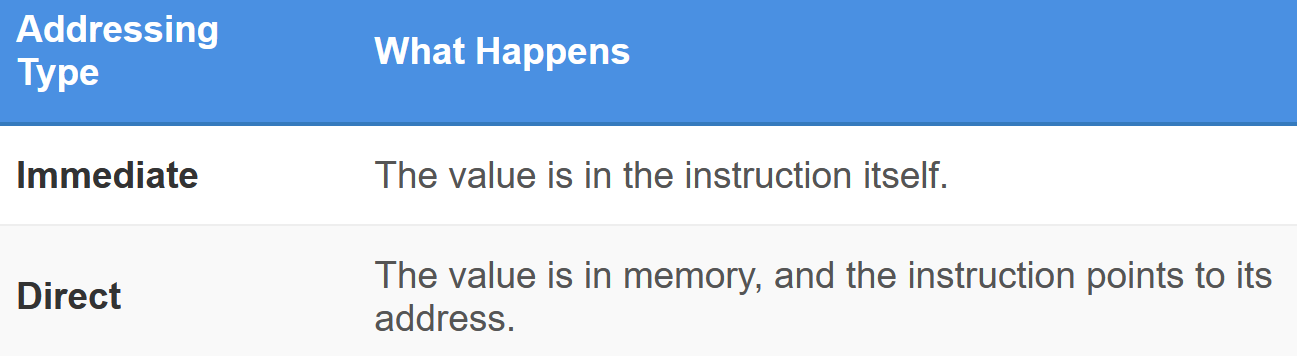 Addressing
Type
What Happens
Immediate
The value is in the instruction itself.
Direct
The value is in memory, and the instruction points to its
address.